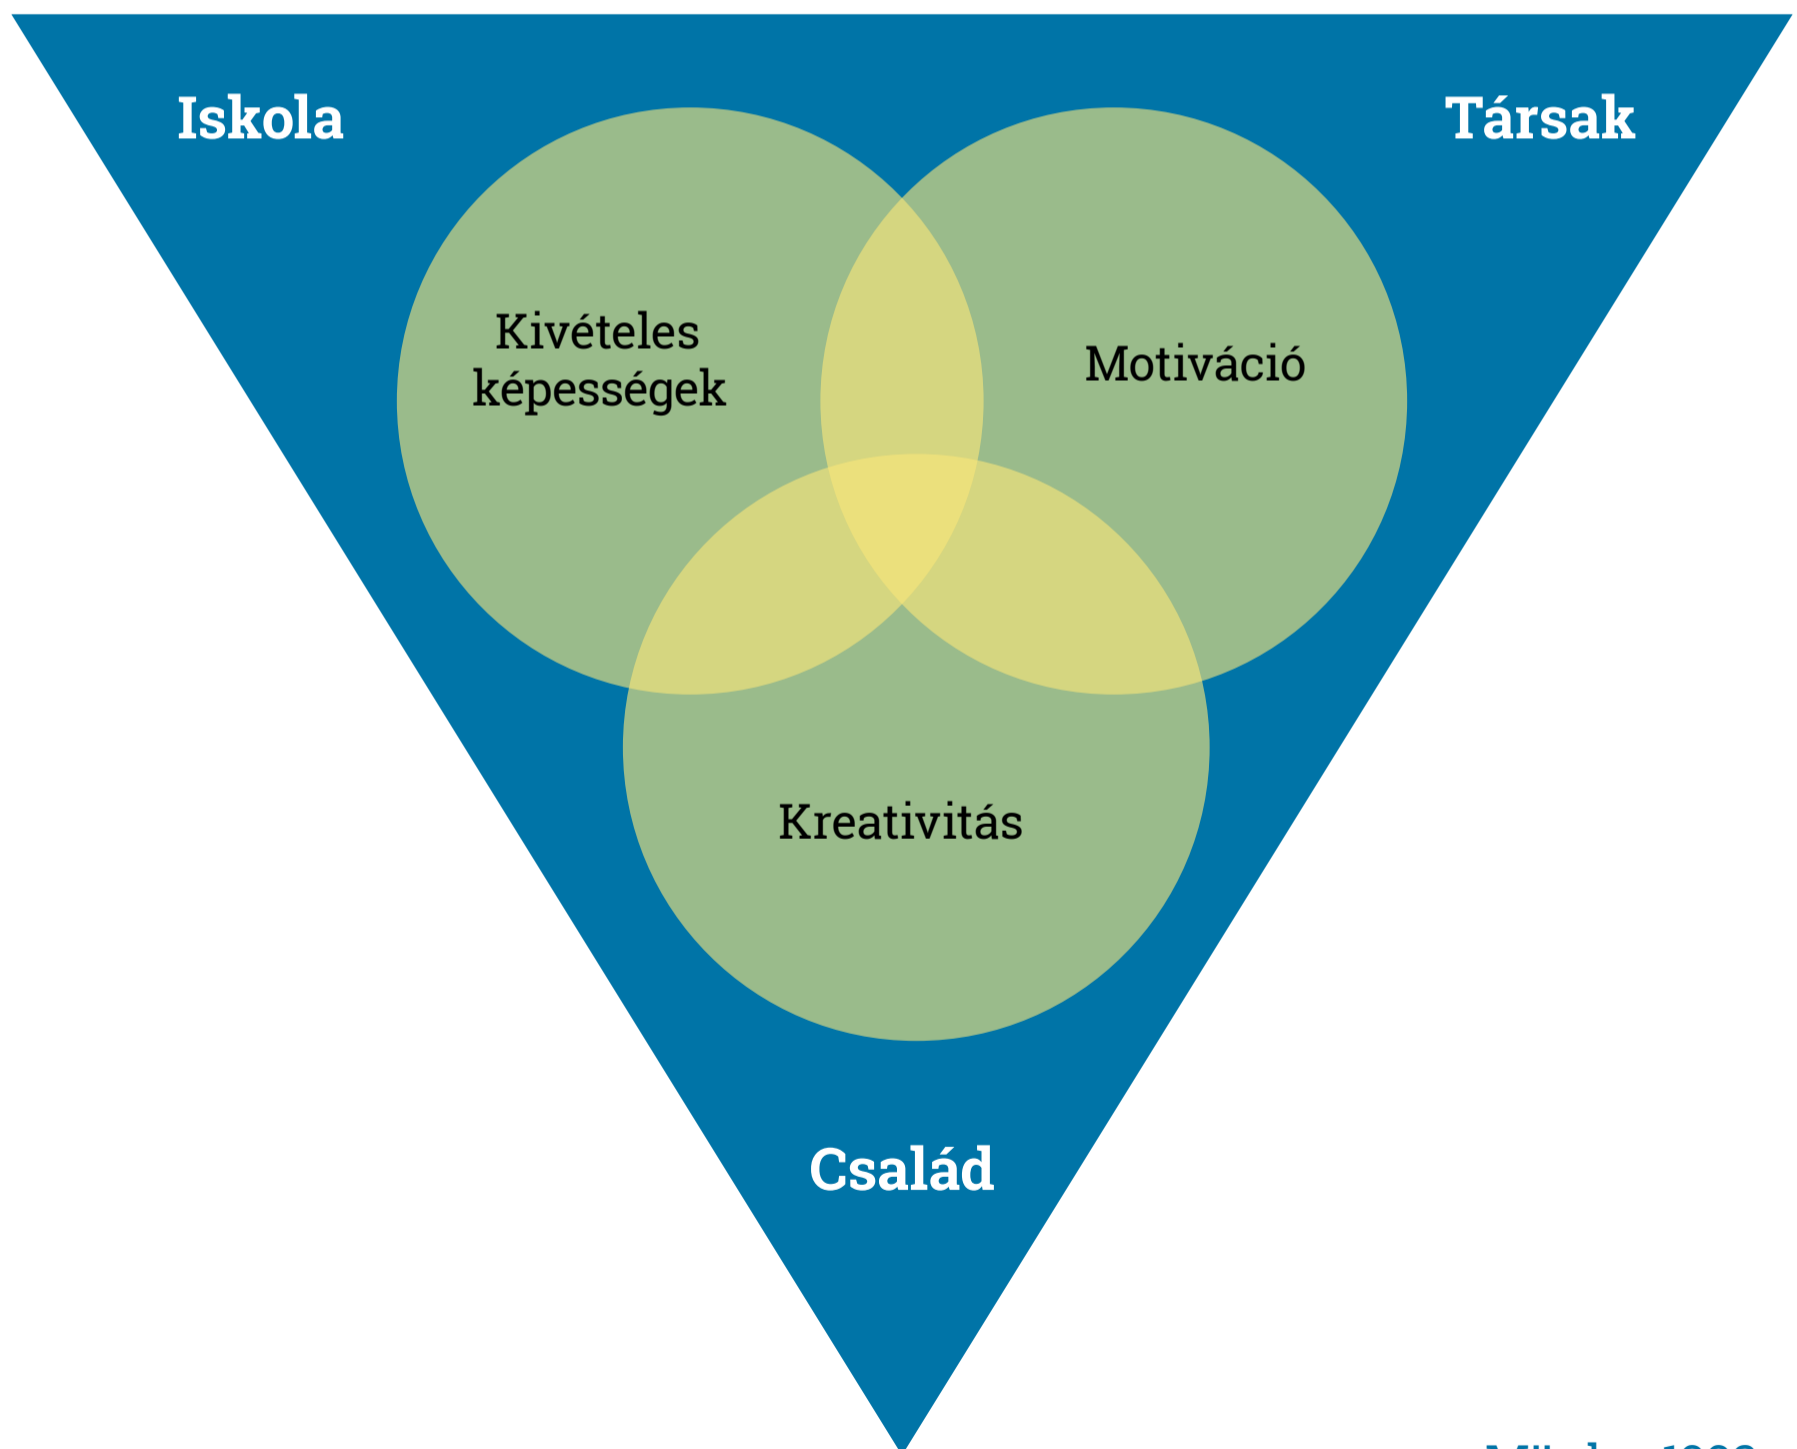 Iskola
Társak
Kivételes
képességek
Motiváció
Kreativitás
Család